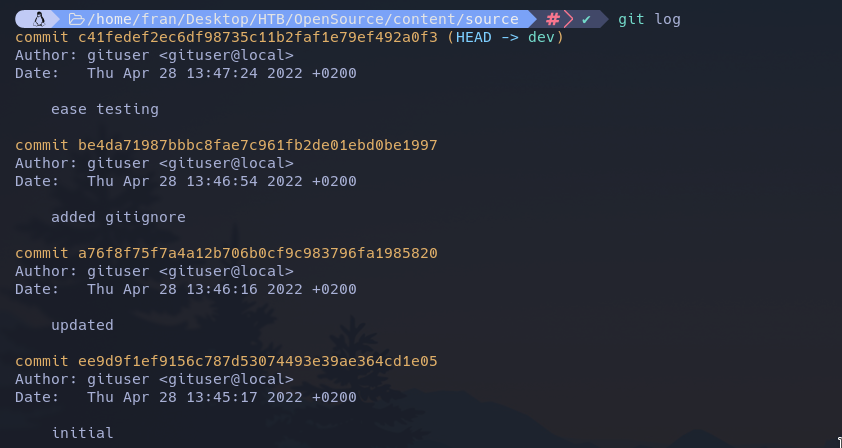 /home/fran/Desktop/HTB/OpenSource/content/source # ✔ git log
commit c41fedef2ec6df98735c11b2faf1e79ef492a0f3 (HEAD -> dev)
Author: gituser <gituser@local>
Date:   Thu Apr 28 13:47:24 2022 +0200
ease testing
commit be4da71987bbbc8fae7c961fb2de01ebd0be1997
Author: gituser <gituser@local>
Date:   Thu Apr 28 13:46:54 2022 +0200
added gitignore
commit a76f8f75f7a4a12b706b0cf9c983796fa1985820
Author: gituser <gituser@local>
Date:   Thu Apr 28 13:46:16 2022 +0200
updated
commit ee9d9f1ef9156c787d53074493e39ae364cd1e05
Author: gituser <gituser@local>
Date:   Thu Apr 28 13:45:17 2022 +0200
initial